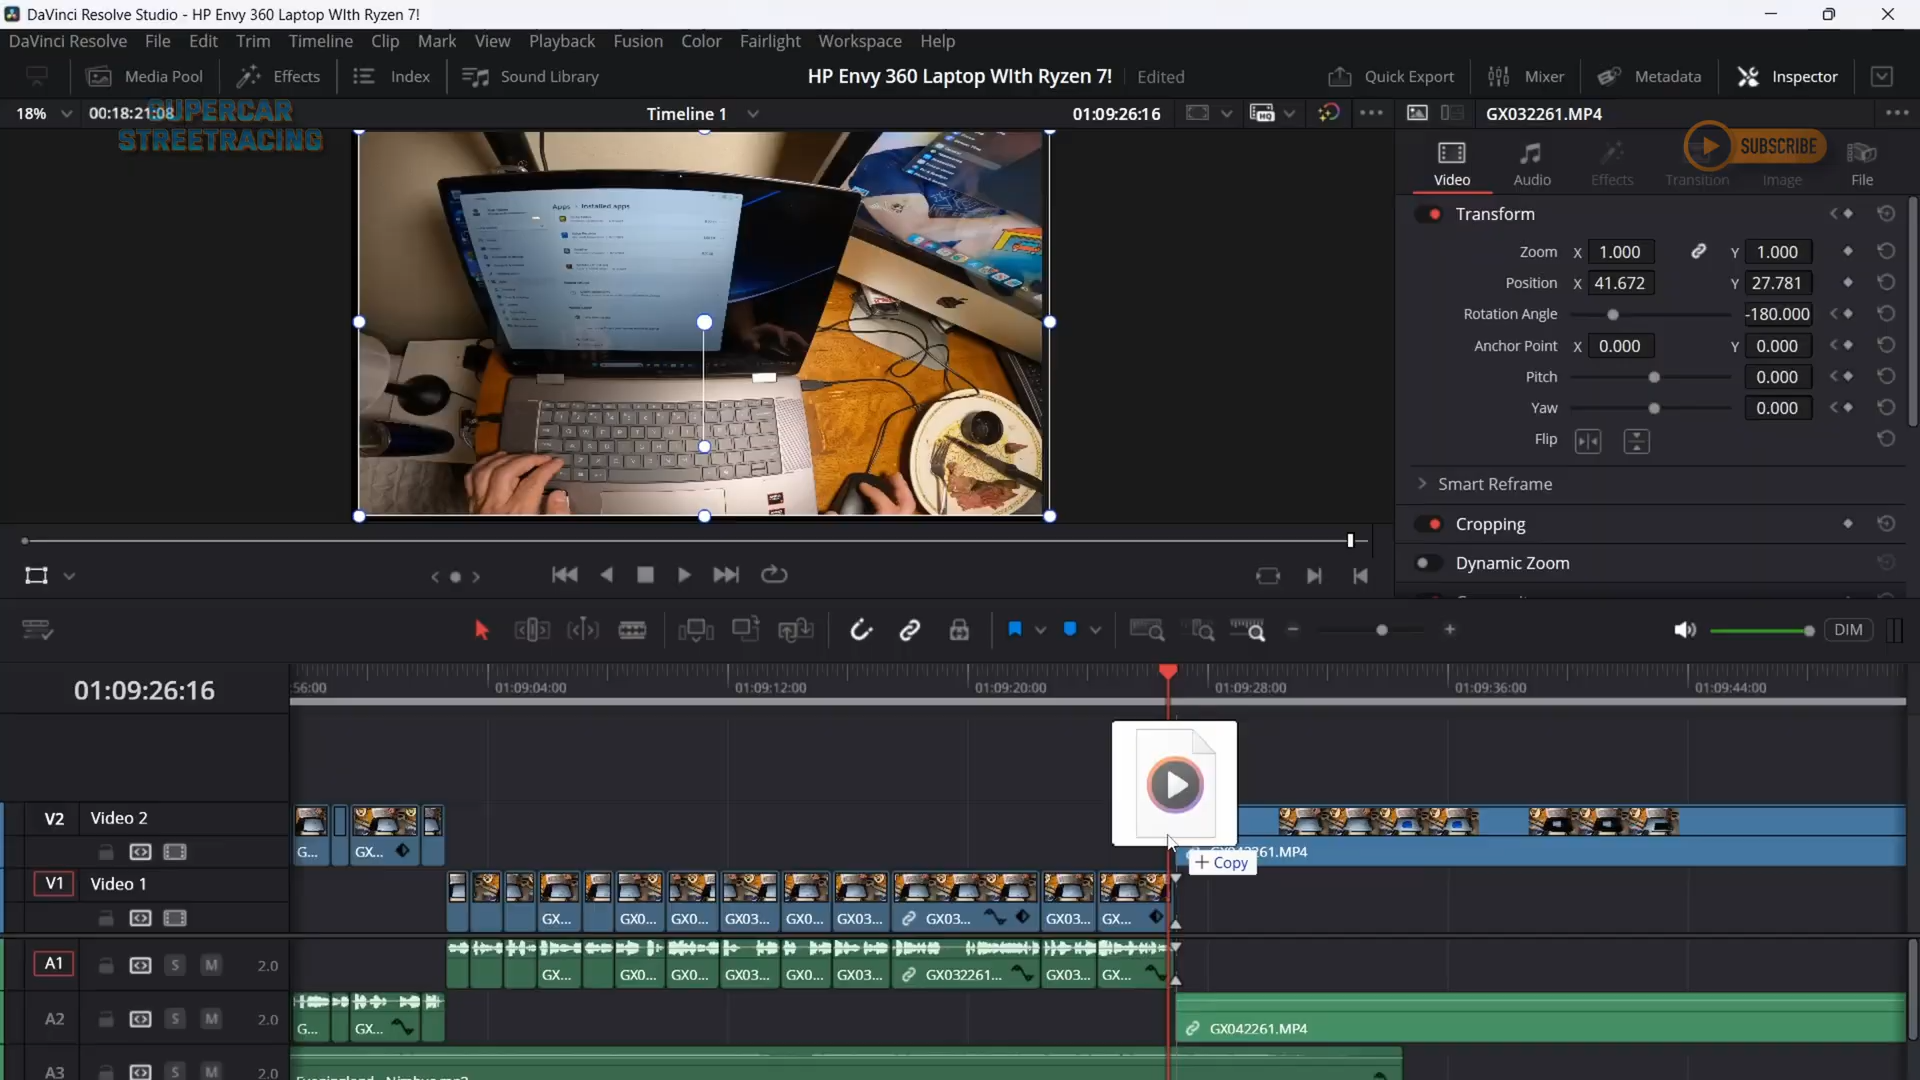 DaVinci Resolve Studio - HP Envy 360 Laptop WIth Ryzen 7!
DaVinci Resolve File Edit Trim Timeline Clip Mark View Playback Fusion Color Fairlight Workspace Help
Media Pool Effects Index Sound Library HP Envy 360 Laptop WIth Ryzen 7! Edited Quick Export Mixer Metadata Inspector
18% 00:18:21:08 Timeline 1 01:09:26:16 HQ GX032261.MP4
SUPERCAR
STREETRACING
SUBSCRIBE
Video Audio Effects Transition Image File
Apps Installed apps
Transform
Zoom X 1.000 Y 1.000
Position X 41.672 Y 27.781
Rotation Angle -180.000
Anchor Point X 0.000 Y 0.000
Pitch 0.000
Yaw 0.000
Flip
Smart Reframe
Cropping
Dynamic Zoom
DIM
01:09:26:16
:56:00 01:09:04:00 01:09:12:00 01:09:20:00 01:09:28:00 01:09:36:00 01:09:44:00
V2 Video 2
G... GX... GX042261.MP4
+ Copy
V1 Video 1
GX... GX0... GX0... GX03... GX0... GX03... GX03... GX03... GX...
A1 S M 2.0
GX... GX0... GX0... GX03... GX0... GX03... GX032261... GX03... GX...
A2 S M 2.0
G... GX... GX042261.MP4
A3 S M 2.0